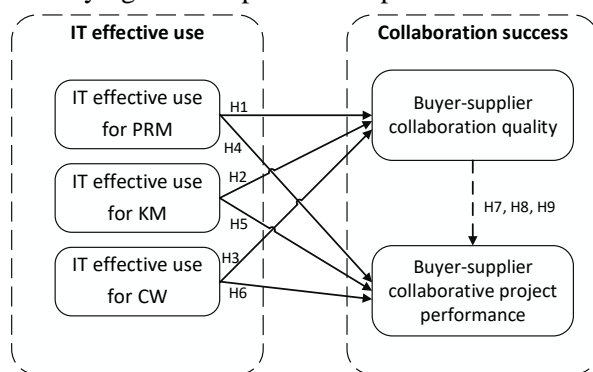 IT effective use
Collaboration success
IT effective use
for PRM
IT effective use
for KM
IT effective use
for CW
H1
H4
H2
H5
H3
H6
Buyer-supplier
collaboration quality
H7, H8, H9
Buyer-supplier
collaborative project
performance